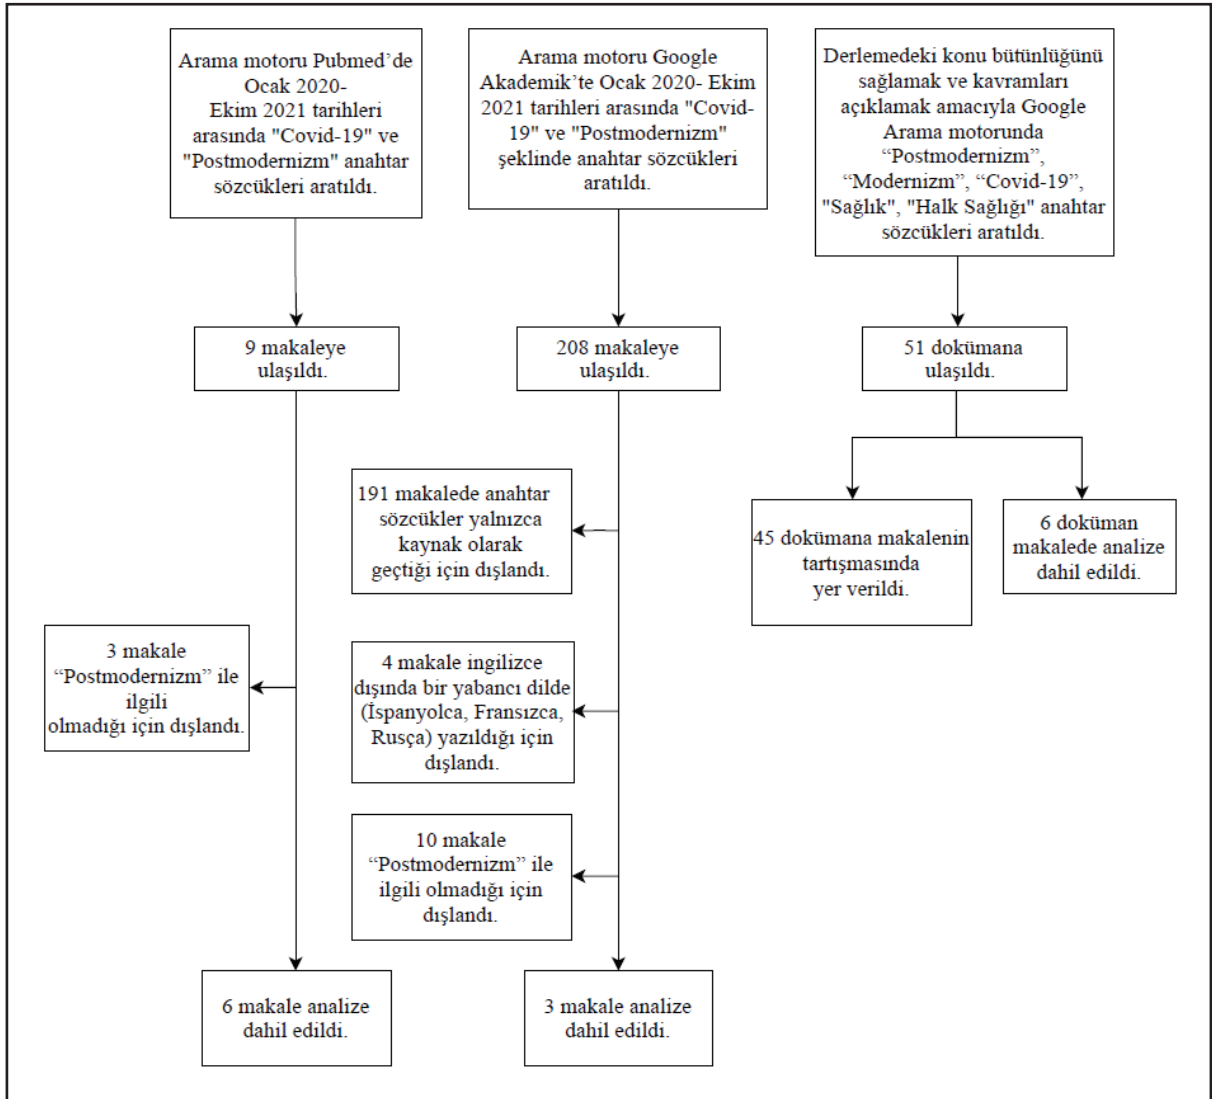 Arama motoru Pubmed’de
Ocak 2020-
Ekim 2021 tarihleri
arasında "Covid-19" ve
"Postmodernizm" anahtar
sözcükleri aratıldı.
Arama motoru Google
Akademik’te Ocak 2020- Ekim
2021 tarihleri arasında "Covid-
19" ve "Postmodernizm"
şeklinde anahtar sözcükleri
aratıldı.
Derlemedeki konu bütünlüğünü
sağlamak ve kavramları
açıklamak amacıyla Google
Arama motorunda
“Postmodernizm”,
“Modernizm”, “Covid-19”,
"Sağlık", "Halk Sağlığı" anahtar
sözcükleri aratıldı.
9 makaleye
ulaşıldı.
208 makaleye
ulaşıldı.
51 dokümana
ulaşıldı.
191 makalede anahtar
sözcükler yalnızca
kaynak olarak
geçtiği için dışlandı.
45 dokümana makalenin
tartışmasında
yer verildi.
6 doküman
makalede analize
dahil edildi.
3 makale
“Postmodernizm” ile
ilgili
olmadığı için dışlandı.
4 makale ingilizce
dışında bir yabancı dilde
(İspanyolca, Fransızca,
Rusça) yazıldığı için
dışlandı.
10 makale
“Postmodernizm” ile
ilgili olmadığı için
dışlandı.
6 makale analize
dahil edildi.
3 makale analize
dahil edildi.